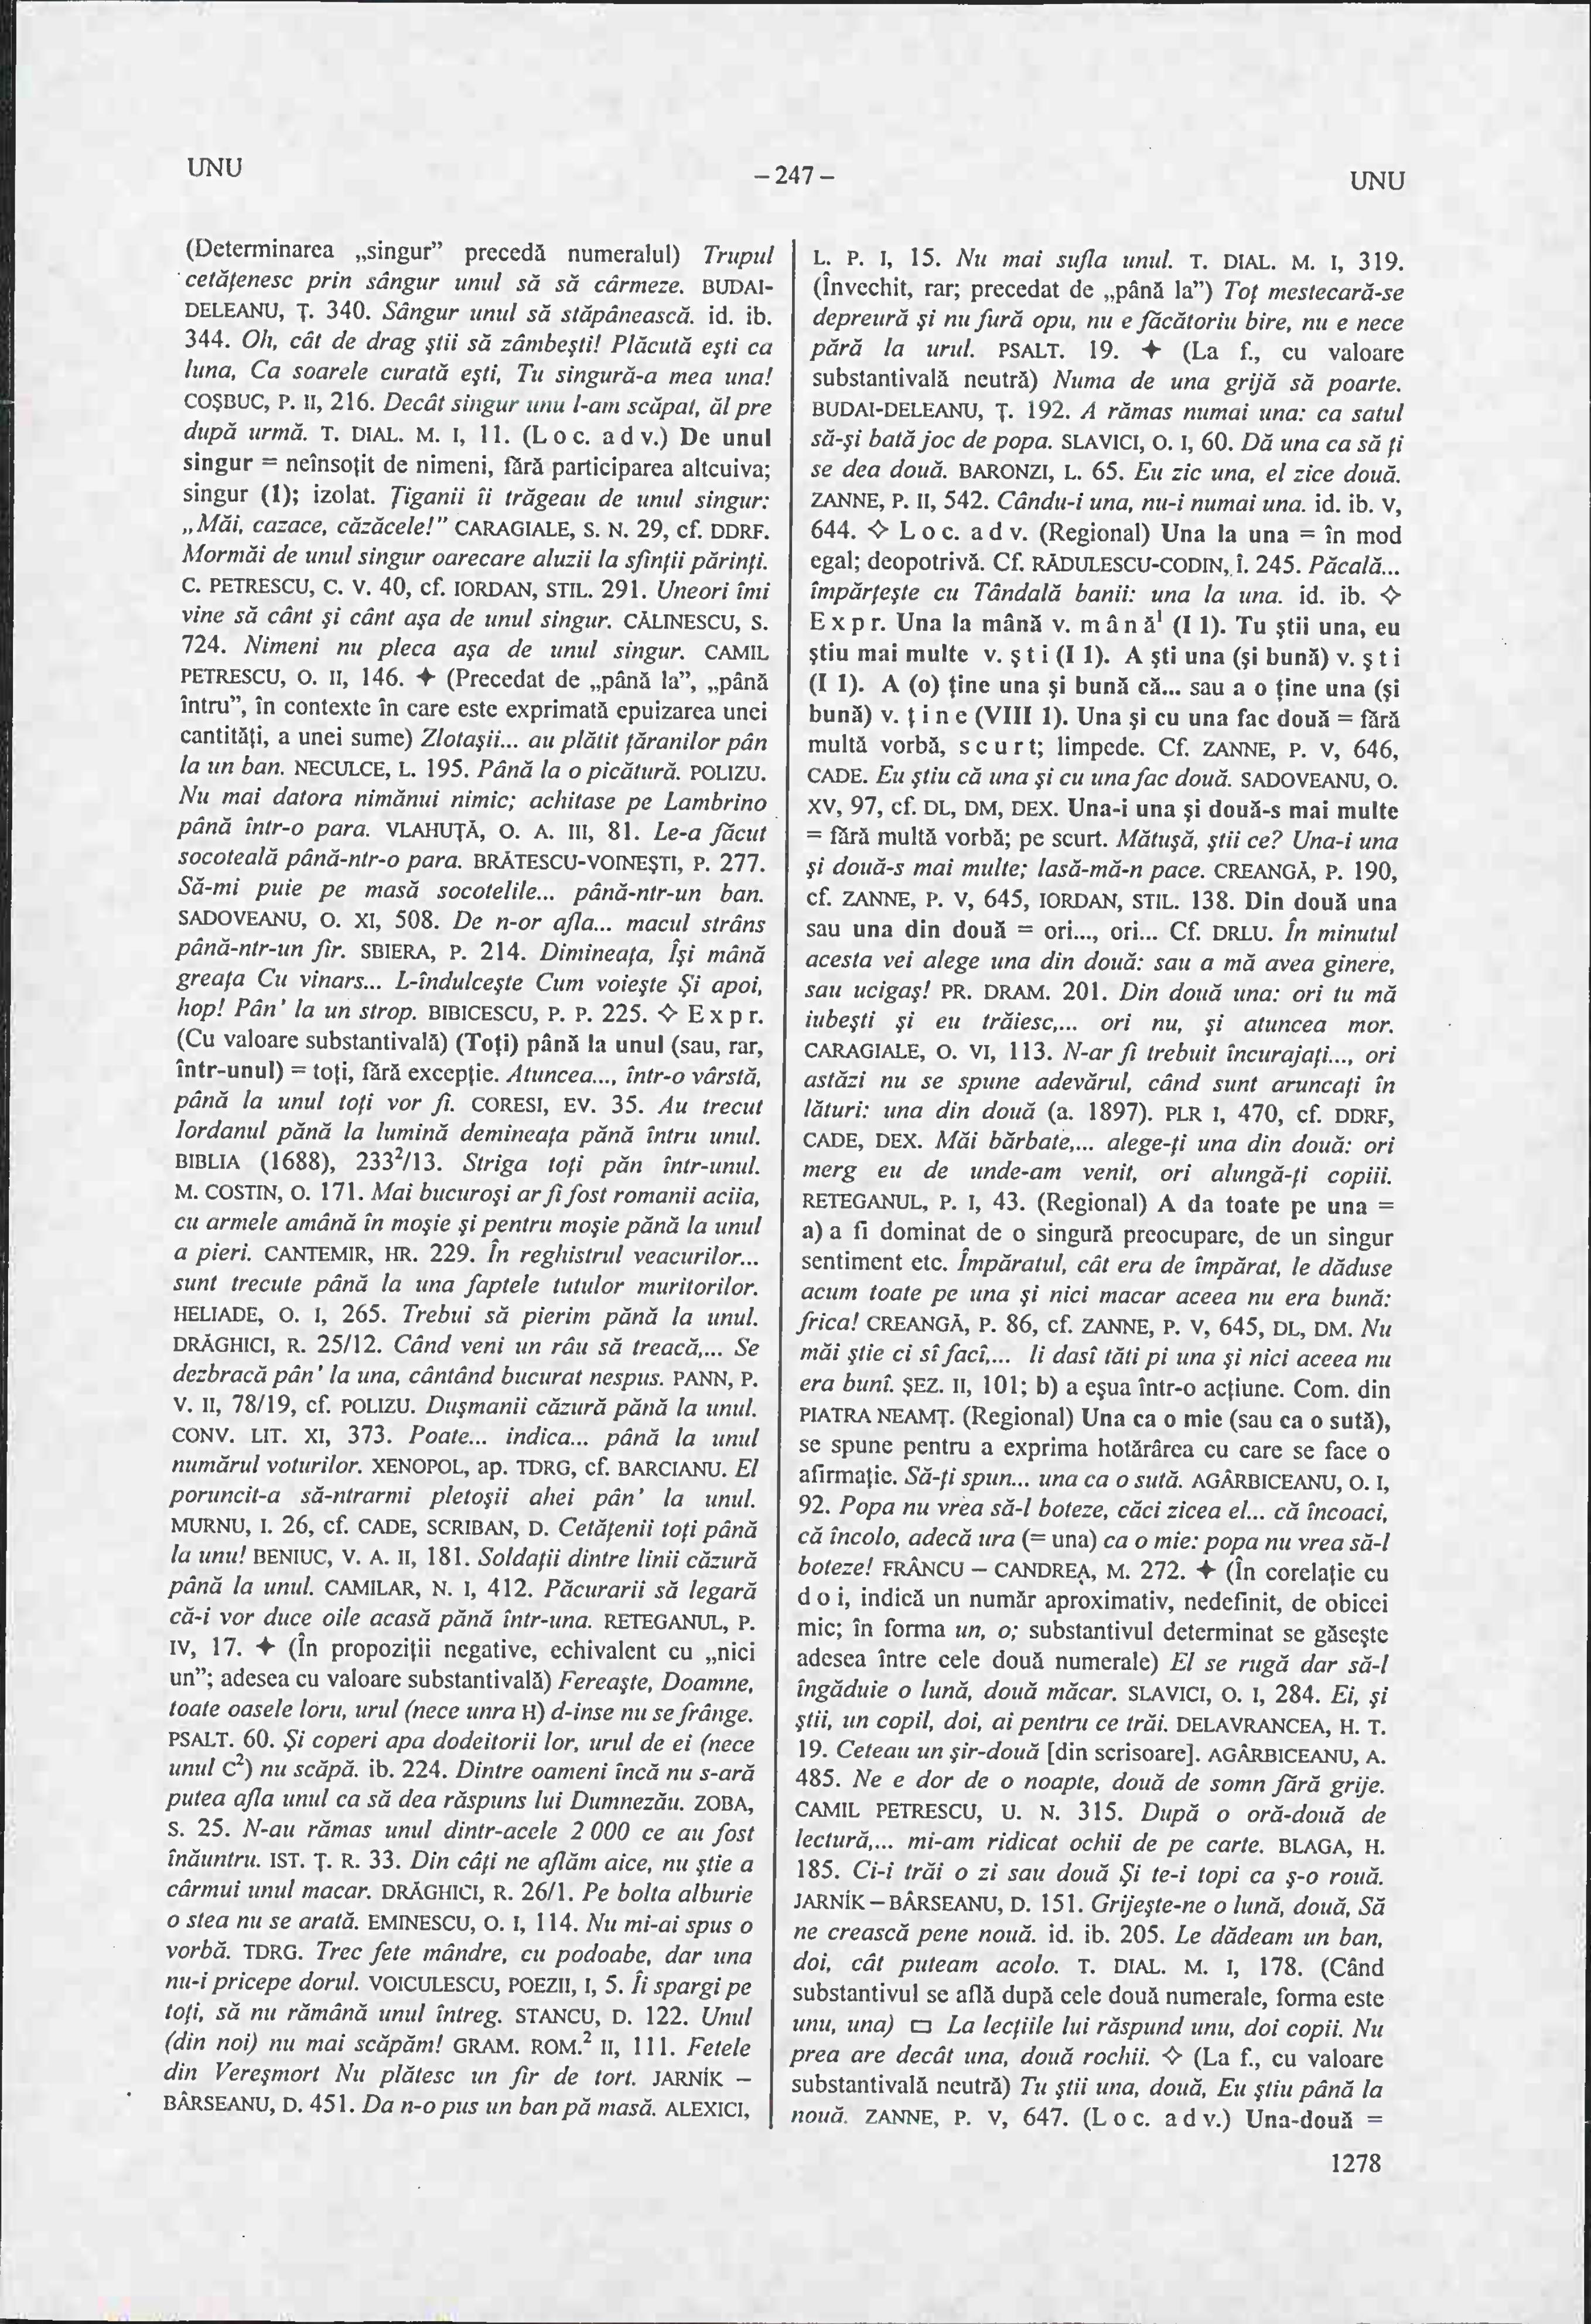 UNU
– 247 –
UNU
(Determinarea „singur” precedă numeralul) Trupul
cetăţenesc prin sângur unul să să cârmeze. BUDAI-
DELEANU, Ţ. 340. Sângur unul să stăpânească. id. ib.
344. Oh, cât de drag ştii să zâmbeşti! Plăcută eşti ca
luna, Ca soarele curată eşti, Tu singură-a mea una!
COŞBUC, P. II, 216. Decât singur unu l-am scăpat, ăl pre
după urmă. T. DIAL. M. I, 11. (Loc. adv.) De unul
singur = neînsoţit de nimeni, fără participarea altcuiva;
singur (1); izolat. Ţiganii îi trăgeau de unul singur:
„Măi, cazace, căzăcele!” CARAGIALE, S. N. 29, cf. DDRF.
Mormăi de unul singur oarecare aluzii la sfinţii părinţi.
C. PETRESCU, C. V. 40, cf. IORDAN, STIL. 291. Uneori îmi
vine să cânt şi cânt aşa de unul singur. CĂLINESCU, S.
724. Nimeni nu pleca aşa de unul singur. CAMIL
PETRESCU, O. II, 146. ✦ (Precedat de „până la”, „până
întru”, în contexte în care este exprimată epuizarea unei
cantităţi, a unei sume) Zlotaşii... au plătit ţăranilor pân
la un ban. NECULCE, L. 195. Până la o picătură. POLIZU.
Nu mai datora nimănui nimic; achitase pe Lambrino
până într-o para. VLAHUŢĂ, O. A. III, 81. Le-a făcut
socoteală până-ntr-o para. BRĂTESCU-VOINEŞTI, P. 277.
Să-mi puie pe masă socotelile... până-ntr-un ban.
SADOVEANU, O. XI, 508. De n-or afla... macul strâns
până-ntr-un fir. SBIERA, P. 214. Dimineaţa, Îşi mână
greaţa Cu vinars... L-îndulceşte Cum voieşte Şi apoi,
hop! Pân’ la un strop. BIBICESCU, P. P. 225. ✧ Expr.
(Cu valoare substantivală) (Toţi) până la unul (sau, rar,
într-unul) = toţi, fără excepţie. Atuncea..., într-o vârstă,
până la unul toţi vor fi. CORESI, EV. 35. Au trecut
Iordanul pănă la lumină demineaţa pănă întru unul.
BIBLIA (1688), 233²/13. Striga toţi păn într-unul.
M. COSTIN, O. 171. Mai bucuroşi ar fi fost romanii aciia,
cu armele amână în moşie şi pentru moşie pănă la unul
a pieri. CANTEMIR, HR. 229. În reghistrul veacurilor...
sunt trecute până la una faptele tutulor muritorilor.
HELIADE, O. I, 265. Trebui să pierim pănă la unul.
DRĂGHICI, R. 25/12. Când veni un râu să treacă,... Se
dezbracă pân’ la una, cântând bucurat nespus. PANN, P.
V. II, 78/19, cf. POLIZU. Duşmanii căzură pănă la unul.
CONV. LIT. XI, 373. Poate... indica... până la unul
numărul voturilor. XENOPOL, ap. TDRG, cf. BARCIANU. El
poruncit-a să-ntrarmi pletoşii ahei pân’ la unul.
MURNU, I. 26, cf. CADE, SCRIBAN, D. Cetăţenii toţi până
la unu! BENIUC, V. A. II, 181. Soldaţii dintre linii căzură
până la unul. CAMILAR, N. I, 412. Păcurarii să legară
că-i vor duce oile acasă pănă într-una. RETEGANUL, P.
IV, 17. ✦ (În propoziţii negative, echivalent cu „nici
un”; adesea cu valoare substantivală) Fereaşte, Doamne,
toate oasele loru, urul (nece unra H) d-inse nu se frânge.
PSALT. 60. Şi coperi apa dodeitorii lor, urul de ei (nece
unul C²) nu scăpă. ib. 224. Dintre oameni încă nu s-ară
putea afla unul ca să dea răspuns lui Dumnezău. ZOBA,
S. 25. N-au rămas unul dintr-acele 2 000 ce au fost
înăuntru. IST. Ţ. R. 33. Din câţi ne aflăm aice, nu ştie a
cârmui unul macar. DRĂGHICI, R. 26/1. Pe bolta alburie
o stea nu se arată. EMINESCU, O. I, 114. Nu mi-ai spus o
vorbă. TDRG. Trec fete mândre, cu podoabe, dar una
nu-i pricepe dorul. VOICULESCU, POEZII, I, 5. Îi spargi pe
toţi, să nu rămână unul întreg. STANCU, D. 122. Unul
(din noi) nu mai scăpăm! GRAM. ROM.² II, 111. Fetele
din Vereşmort Nu plătesc un fir de tort. JARNÍK –
BÂRSEANU, D. 451. Da n-o pus un ban pă masă. ALEXICI,
L. P. I, 15. Nu mai sufla unul. T. DIAL. M. I, 319.
(Învechit, rar; precedat de „până la”) Toţ mestecară-se
depreură şi nu fură opu, nu e făcătoriu bire, nu e nece
pără la urul. PSALT. 19. ✦ (La f., cu valoare
substantivală neutră) Numa de una grijă să poarte.
BUDAI-DELEANU, Ţ. 192. A rămas numai una: ca satul
să-şi bată joc de popa. SLAVICI, O. I, 60. Dă una ca să ţi
se dea două. BARONZI, L. 65. Eu zic una, el zice două.
ZANNE, P. II, 542. Cându-i una, nu-i numai una. id. ib. V,
644. ✧ Loc. adv. (Regional) Una la una = în mod
egal; deopotrivă. Cf. RĂDULESCU-CODIN, Î. 245. Păcală...
împărţeşte cu Tândală banii: una la una. id. ib. ✧
Expr. Una la mână v. mână¹ (I 1). Tu ştii una, eu
ştiu mai multe v. şti (I 1). A şti una (şi bună) v. şti
(I 1). A (o) ţine una şi bună că... sau a o ţine una (şi
bună) v. ţine (VIII 1). Una şi cu una fac două = fără
multă vorbă, scurt; limpede. Cf. ZANNE, P. V, 646,
CADE. Eu ştiu că una şi cu una fac două. SADOVEANU, O.
XV, 97, cf. DL, DM, DEX. Una-i una şi două-s mai multe
= fără multă vorbă; pe scurt. Mătuşă, ştii ce? Una-i una
şi două-s mai multe; lasă-mă-n pace. CREANGĂ, P. 190,
cf. ZANNE, P. V, 645, IORDAN, STIL. 138. Din două una
sau una din două = ori..., ori... Cf. DRLU. În minutul
acesta vei alege una din două: sau a mă avea ginere,
sau ucigaş! PR. DRAM. 201. Din două una: ori tu mă
iubeşti şi eu trăiesc,... ori nu, şi atuncea mor.
CARAGIALE, O. VI, 113. N-ar fi trebuit încurajaţi..., ori
astăzi nu se spune adevărul, când sunt aruncaţi în
lături: una din două (a. 1897). PLR I, 470, cf. DDRF,
CADE, DEX. Măi bărbate,... alege-ţi una din două: ori
merg eu de unde-am venit, ori alungă-ţi copiii.
RETEGANUL, P. I, 43. (Regional) A da toate pe una =
a) a fi dominat de o singură preocupare, de un singur
sentiment etc. Împăratul, cât era de împărat, le dăduse
acum toate pe una şi nici macar aceea nu era bună:
frica! CREANGĂ, P. 86, cf. ZANNE, P. V, 645, DL, DM. Nu
măi ştie ci sî facî,... li dasî tăti pi una şi nici aceea nu
era bunî. ŞEZ. II, 101; b) a eşua într-o acţiune. Com. din
PIATRA NEAMŢ. (Regional) Una ca o mie (sau ca o sută),
se spune pentru a exprima hotărârea cu care se face o
afirmaţie. Să-ţi spun... una ca o sută. AGÂRBICEANU, O. I,
92. Popa nu vrea să-l boteze, căci zicea el... că încoaci,
că încolo, adecă ura (= una) ca o mie: popa nu vrea să-l
boteze! FRÂNCU – CANDREA, M. 272. ✦ (În corelaţie cu
doi, indică un număr aproximativ, nedefinit, de obicei
mic; în forma un, o; substantivul determinat se găseşte
adesea între cele două numerale) El se rugă dar să-l
îngăduie o lună, două măcar. SLAVICI, O. I, 284. Ei, şi
ştii, un copil, doi, ai pentru ce trăi. DELAVRANCEA, H. T.
19. Ceteau un şir-două [din scrisoare]. AGÂRBICEANU, A.
485. Ne e dor de o noapte, două de somn fără grije.
CAMIL PETRESCU, U. N. 315. După o oră-două de
lectură,... mi-am ridicat ochii de pe carte. BLAGA, H.
185. Ci-i trăi o zi sau două Şi te-i topi ca ş-o rouă.
JARNÍK – BÂRSEANU, D. 151. Grijeşte-ne o lună, două, Să
ne crească pene nouă. id. ib. 205. Le dădeam un ban,
doi, cât puteam acolo. T. DIAL. M. I, 178. (Când
substantivul se află după cele două numerale, forma este
unu, una) ▭ La lecţiile lui răspund unu, doi copii. Nu
prea are decât una, două rochii. ✧ (La f., cu valoare
substantivală neutră) Tu ştii una, două, Eu ştiu până la
nouă. ZANNE, P. V, 647. (Loc. adv.) Una-două =
1278